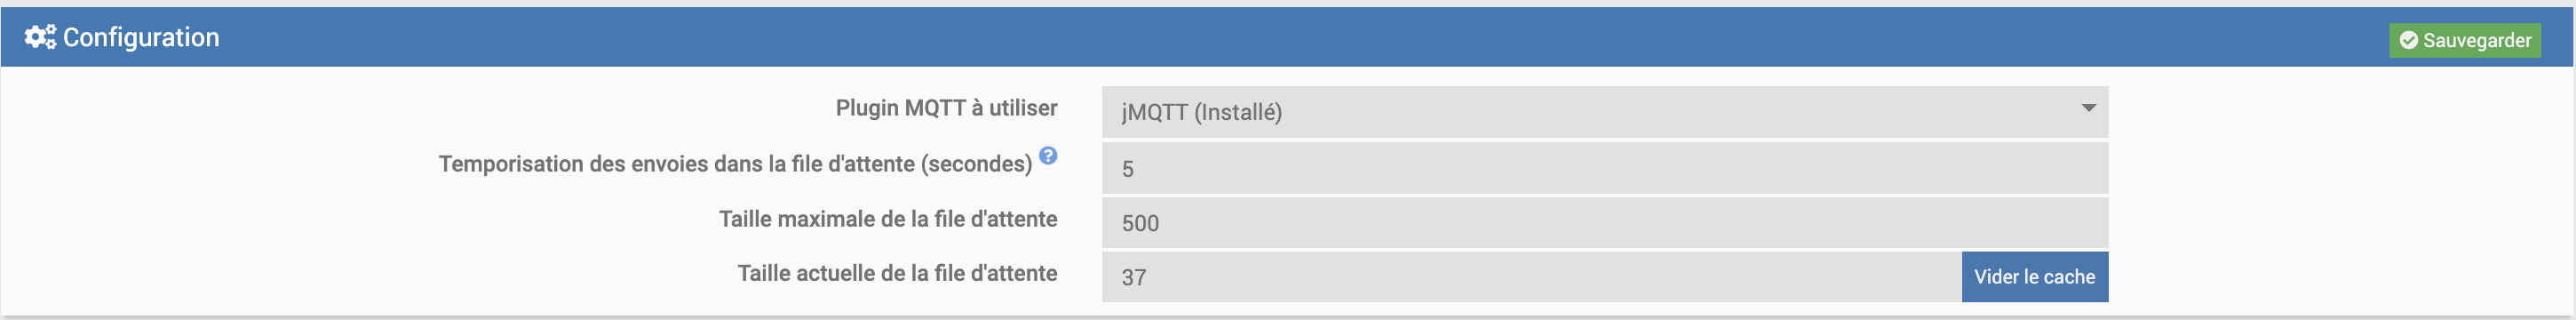 Configuration
Sauvegarder
Plugin MQTT à utiliser
jMQTT (Installé)
Temporisation des envoies dans la file d'attente (secondes) ?
5
Taille maximale de la file d'attente
500
Taille actuelle de la file d'attente
37
Vider le cache